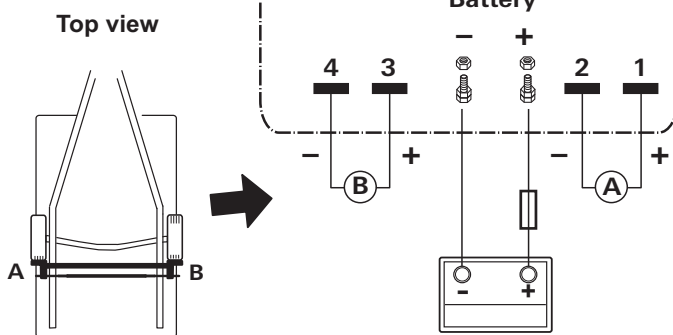 Battery
Top view
- +
4 3 2 1
- + - +
B A
A B
- +